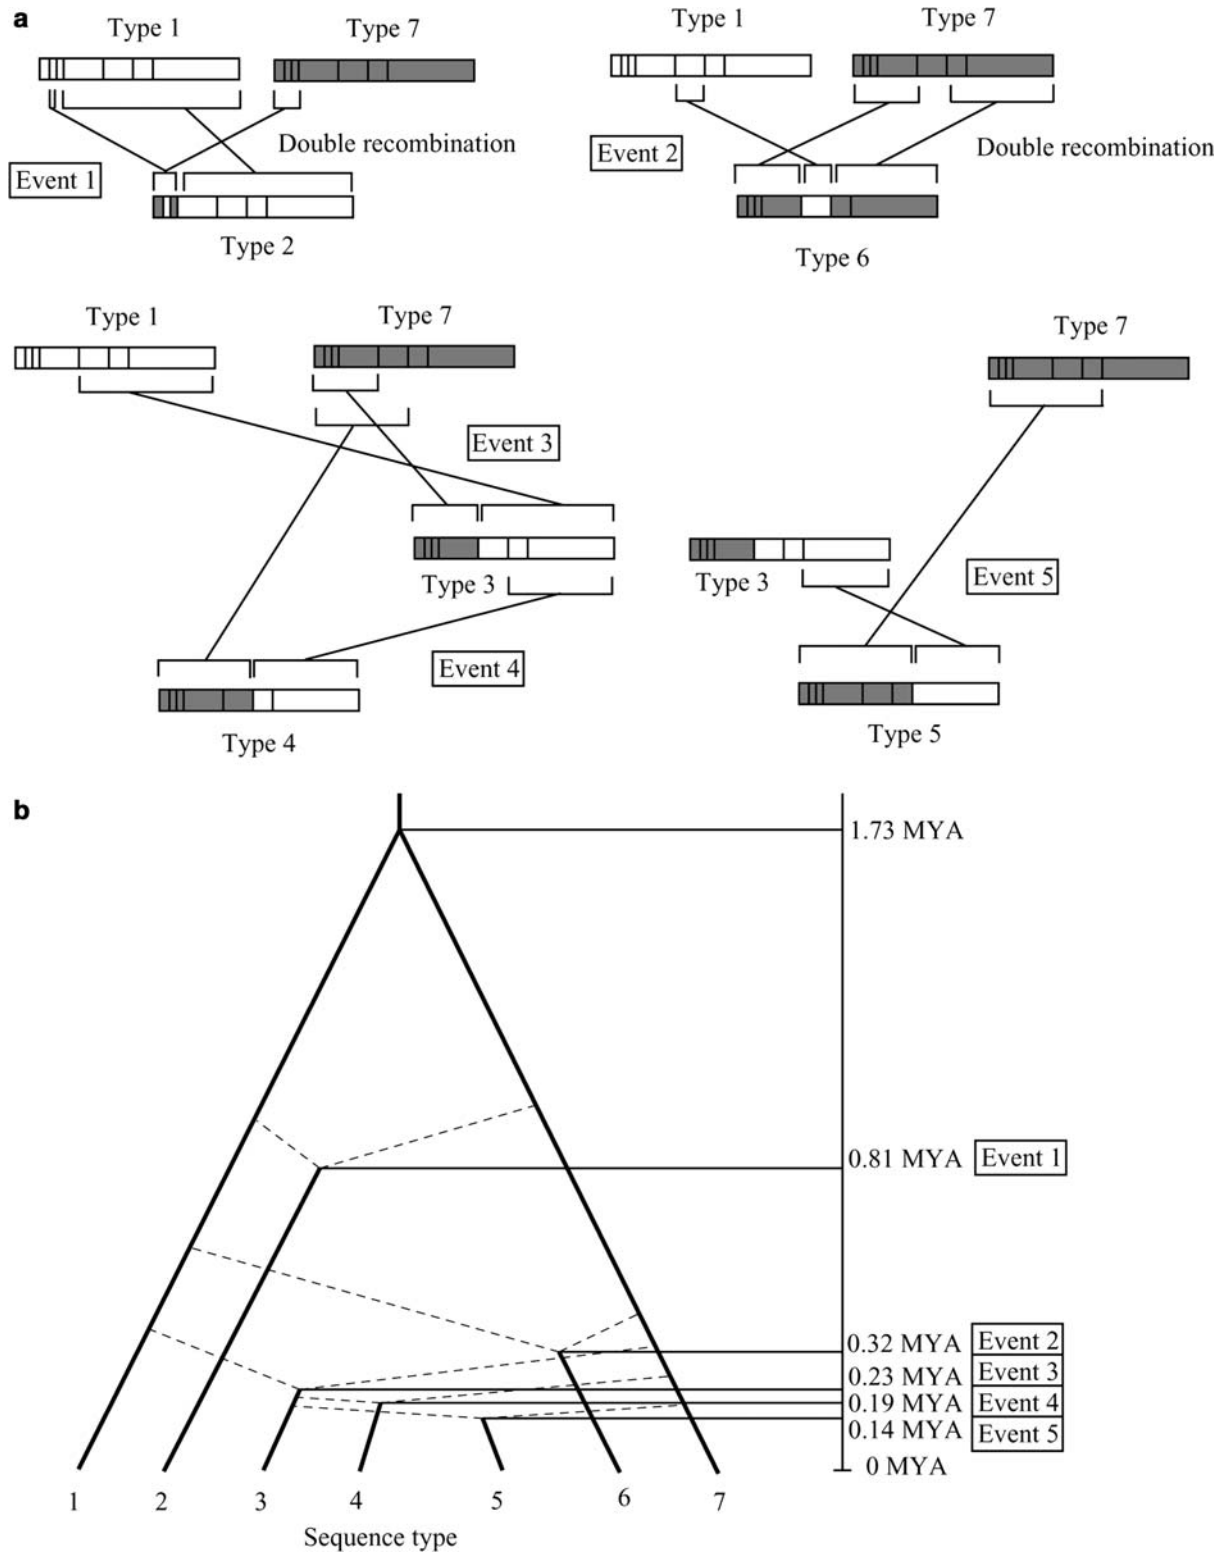 a
Type 1
Type 7
Type 1
Type 7
Double recombination
Event 1
Event 2
Double recombination
Type 2
Type 6
Type 1
Type 7
Type 7
Event 3
Type 3
Type 3
Event 5
Event 4
Type 4
Type 5
b
1.73 MYA
0.81 MYA
Event 1
0.32 MYA
Event 2
0.23 MYA
Event 3
0.19 MYA
Event 4
0.14 MYA
Event 5
0 MYA
1 2 3 4 5 6 7
Sequence type